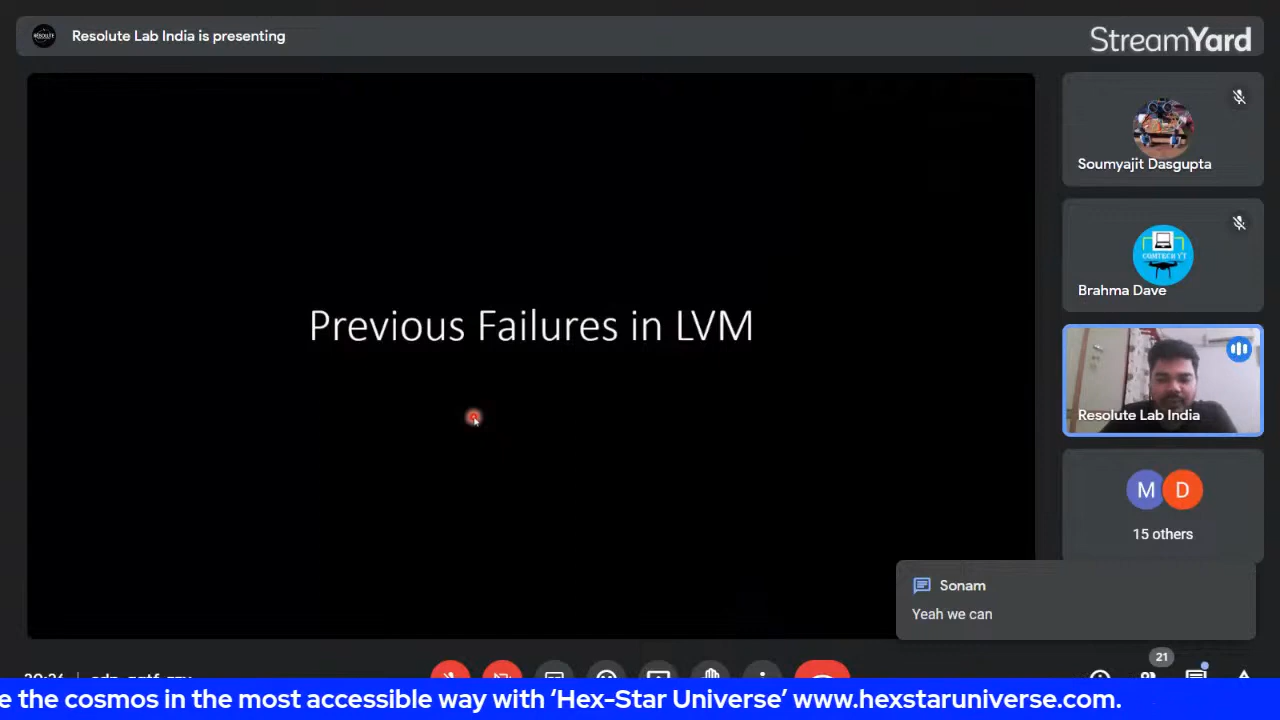 Resolute Lab India is presenting
StreamYard
Soumyajit Dasgupta
Brahma Dave
Previous Failures in LVM
Resolute Lab India
M D
15 others
Sonam
Yeah we can
21
e the cosmos in the most accessible way with ‘Hex-Star Universe’ www.hexstaruniverse.com.